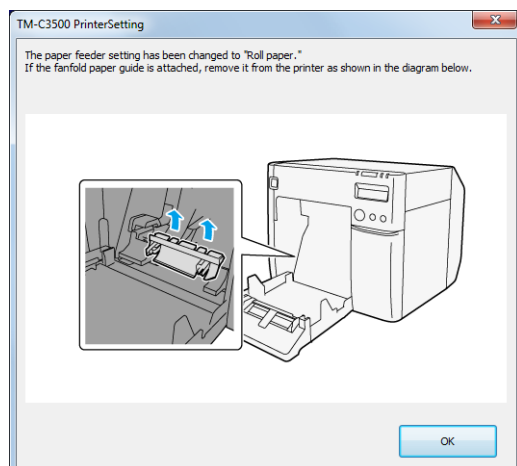 TM-C3500 PrinterSetting
The paper feeder setting has been changed to "Roll paper."
If the fanfold paper guide is attached, remove it from the printer as shown in the diagram below.
OK